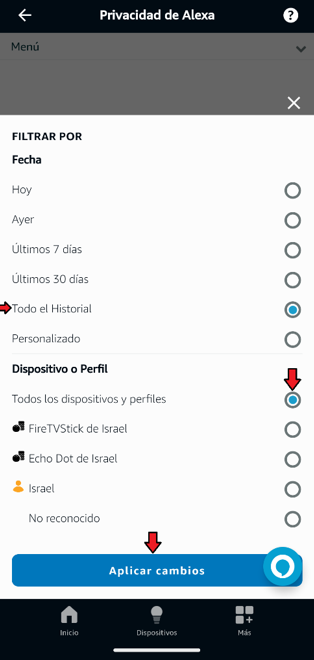 Privacidad de Alexa
?
Menú
FILTRAR POR
Fecha
Hoy
Ayer
Últimos 7 días
Últimos 30 días
Todo el Historial
Personalizado
Dispositivo o Perfil
Todos los dispositivos y perfiles
FireTVStick de Israel
Echo Dot de Israel
Israel
No reconocido
Aplicar cambios
Inicio
Dispositivos
Más